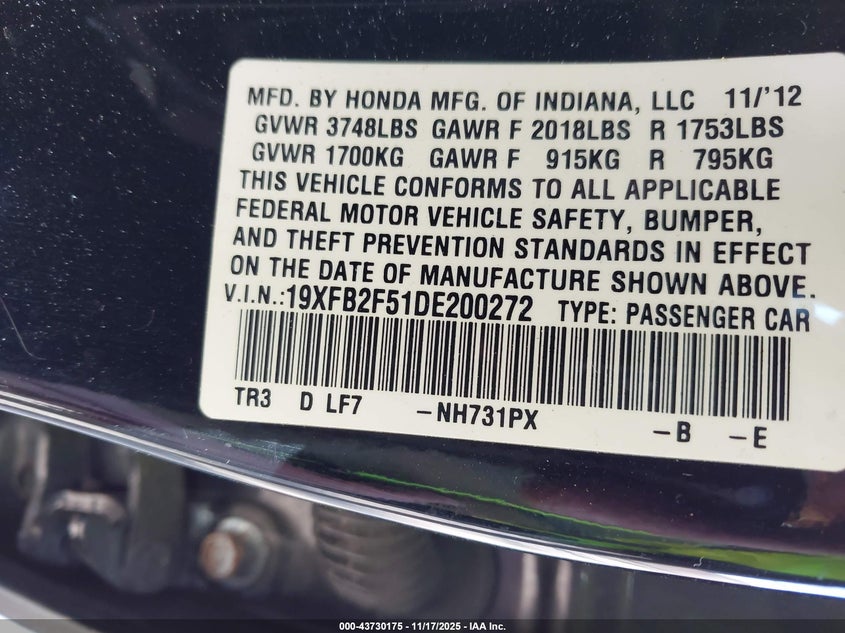 MFD. BY HONDA MFG. OF INDIANA, LLC 11/'12
GVWR 3748LBS GAWR F 2018LBS R 1753LBS
GVWR 1700KG GAWR F 915KG R 795KG
THIS VEHICLE CONFORMS TO ALL APPLICABLE
FEDERAL MOTOR VEHICLE SAFETY, BUMPER,
AND THEFT PREVENTION STANDARDS IN EFFECT
ON THE DATE OF MANUFACTURE SHOWN ABOVE.
V.I.N.:19XFB2F51DE200272 TYPE: PASSENGER CAR
TR3 D LF7 -NH731PX -B -E
000-43730175 - 11/17/2025 - IAA Inc.